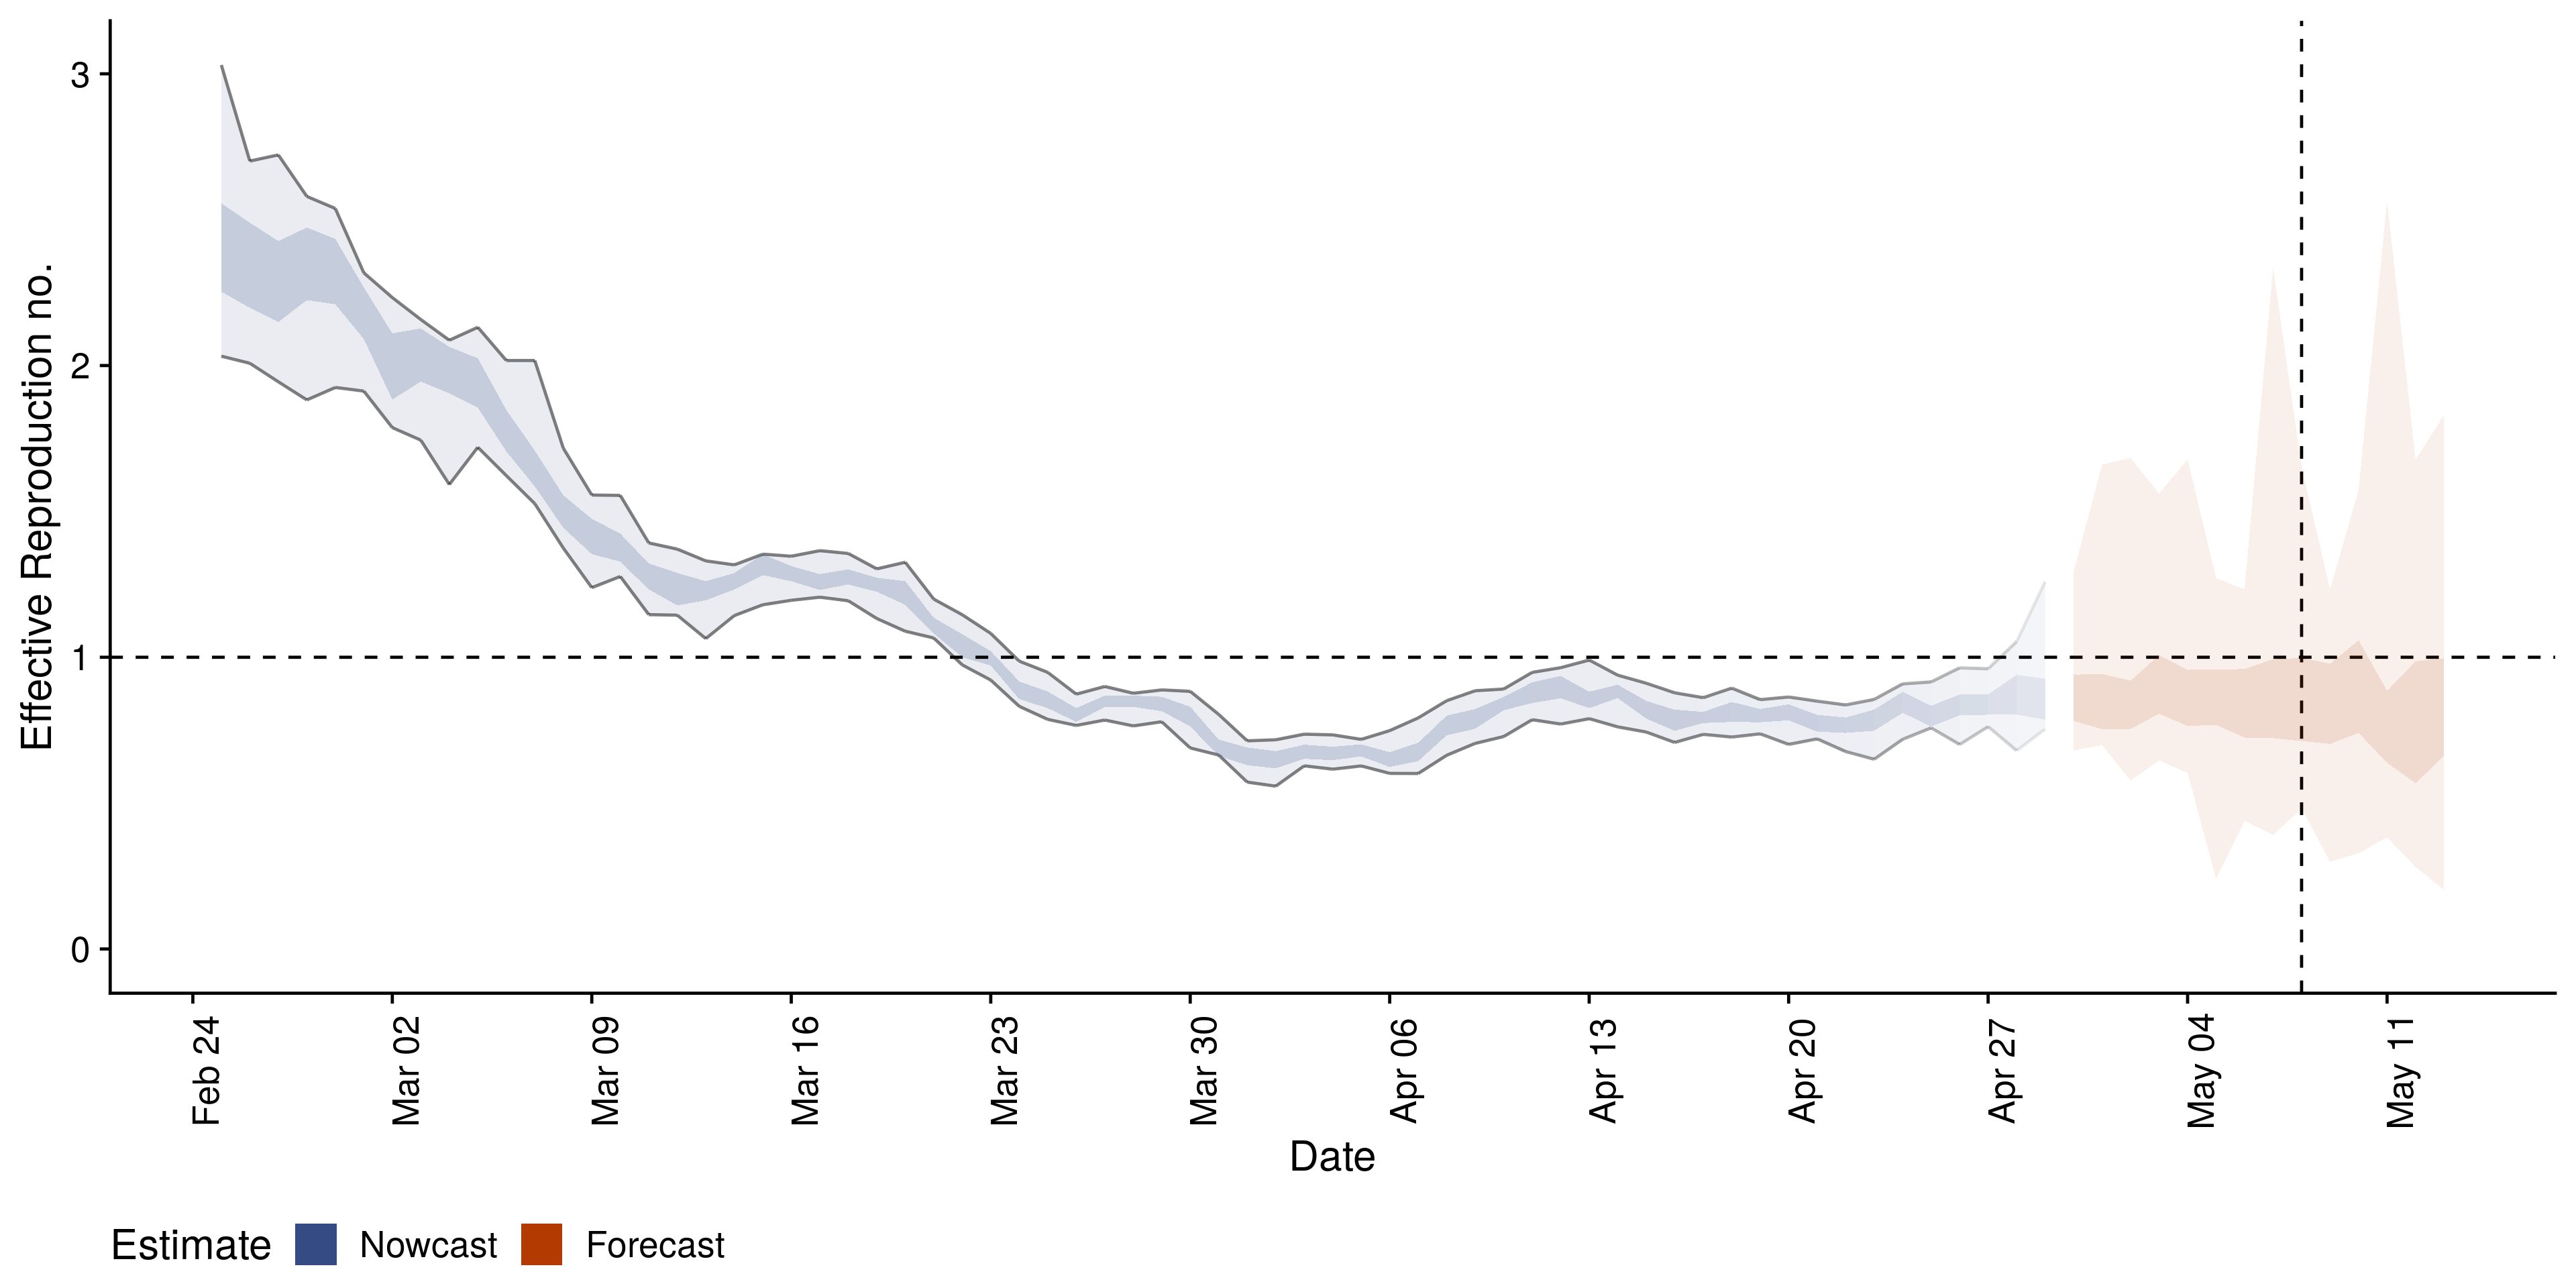 Effective Reproduction no.
3
2
1
0
Feb 24
Mar 02
Mar 09
Mar 16
Mar 23
Mar 30
Apr 06
Apr 13
Apr 20
Apr 27
May 04
May 11
Date
Estimate Nowcast Forecast